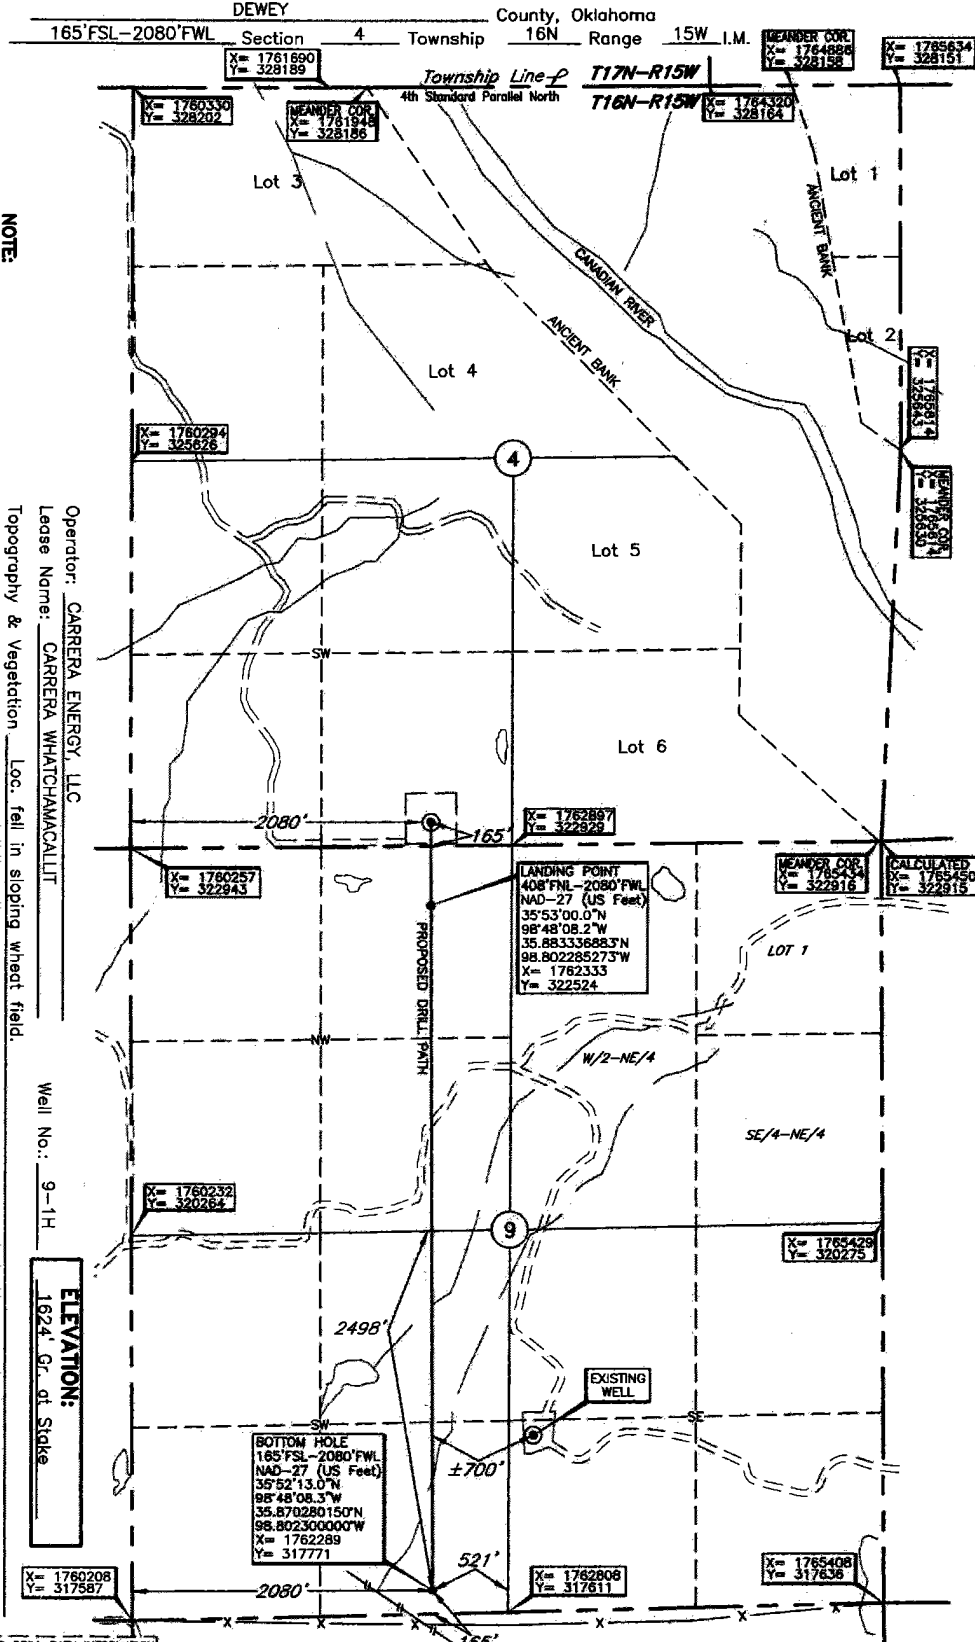 DEWEY County, Oklahoma
165'FSL-2080'FWL Section 4 Township 16N Range 15W I.M.
X= 1761690
Y= 328189
Township Line
T17N-R15W
4th Standard Parallel North
T16N-R15W
MEANDER COR.
X= 1764886
Y= 328158
X= 1765634
Y= 328151
X= 1760330
Y= 328202
MEANDER COR.
X= 1761948
Y= 328186
X= 1764320
Y= 328164
Lot 3
Lot 1
ANCIENT BANK
CANADIAN RIVER
NOTE:
Lot 2
ANCIENT BANK
Lot 4
X= 1765814
Y= 325643
X= 1760294
Y= 325626
4
MEANDER COR.
X= 1765814
Y= 325630
Lot 5
SW
Lot 6
Operator: CARRERA ENERGY, LLC
Lease Name: CARRERA WHATCHAMACALLIT
Well No.: 9-1H
Topography & Vegetation Loc. fell in sloping wheat field.
2080'
165'
X= 1762897
Y= 322929
X= 1760257
Y= 322943
LANDING POINT
408'FNL-2080'FWL
NAD-27 (US Feet)
35°53'00.0"N
98°48'08.2"W
35.883336883°N
98.802285273°W
X= 1762333
Y= 322524
MEANDER COR.
X= 1765434
Y= 322916
CALCULATED
X= 1765450
Y= 322915
PROPOSED DRILL PATH
LOT 1
NW
W/2-NE/4
SE/4-NE/4
X= 1760232
Y= 320264
9
X= 1765429
Y= 320275
ELEVATION:
1624' Gr. at Stake
2498'
EXISTING
WELL
SW
SE
±700'
BOTTOM HOLE
165'FSL-2080'FWL
NAD-27 (US Feet)
35°52'13.0"N
98°48'08.3"W
35.870280150°N
98.802300000°W
X= 1762289
Y= 317771
521'
X= 1760208
Y= 317587
2080'
X= 1762808
Y= 317611
X= 1765408
Y= 317636
165'